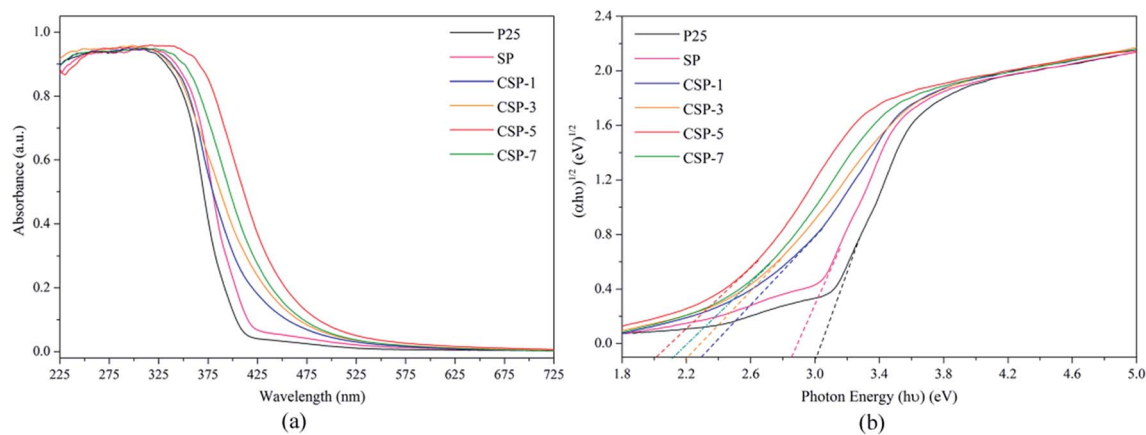 1.0
0.8
0.6
0.4
0.2
0.0
Absorbance (a.u.)
P25
SP
CSP-1
CSP-3
CSP-5
CSP-7
225 275 325 375 425 475 525 575 625 675 725
Wavelength (nm)
(a)
2.4
2.0
1.6
1.2
0.8
0.4
0.0
(αhυ)^1/2 (eV)^1/2
P25
SP
CSP-1
CSP-3
CSP-5
CSP-7
1.8 2.2 2.6 3.0 3.4 3.8 4.2 4.6 5.0
Photon Energy (hυ) (eV)
(b)